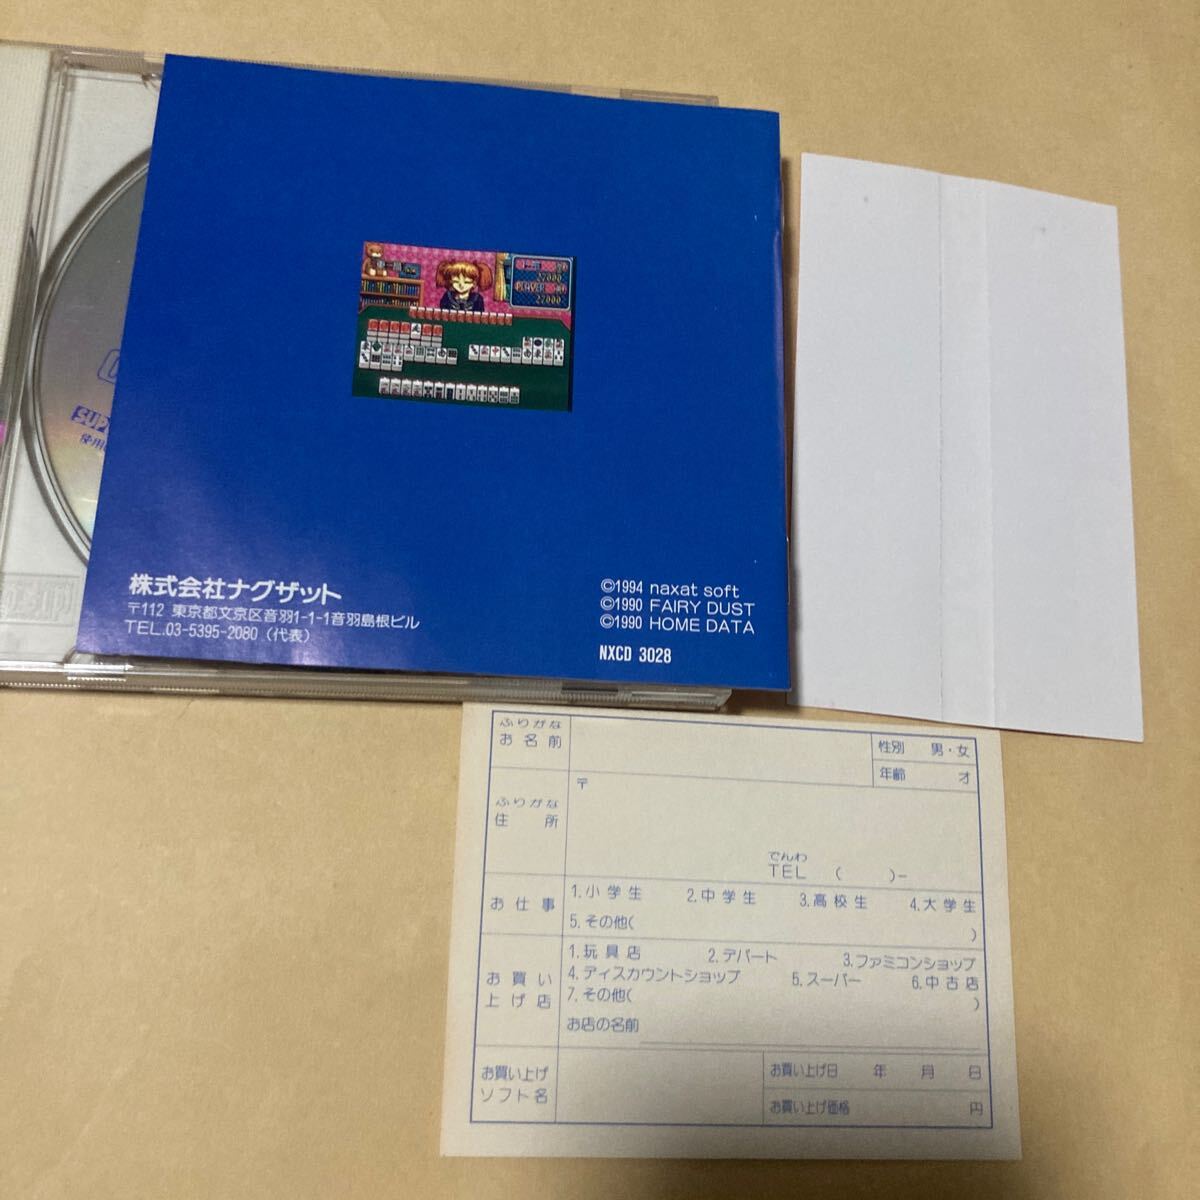 SUP
使用
27000
PLAYER
27000
株式会社ナグザット
〒112 東京都文京区音羽1-1-1音羽島根ビル
TEL.03-5395-2080（代表）
©1994 naxat soft
©1990 FAIRY DUST
©1990 HOME DATA
NXCD 3028
ふりがな
お名前
性別 男・女
年齢 才
ふりがな
住所
〒
でんわ
TEL ( )-
お仕事
1.小学生 2.中学生 3.高校生 4.大学生
5.その他( )
お買い
上げ店
1.玩具店 2.デパート 3.ファミコンショップ
4.ディスカウントショップ 5.スーパー 6.中古店
7.その他( )
お店の名前
お買い上げ
ソフト名
お買い上げ日 年 月 日
お買い上げ価格 円